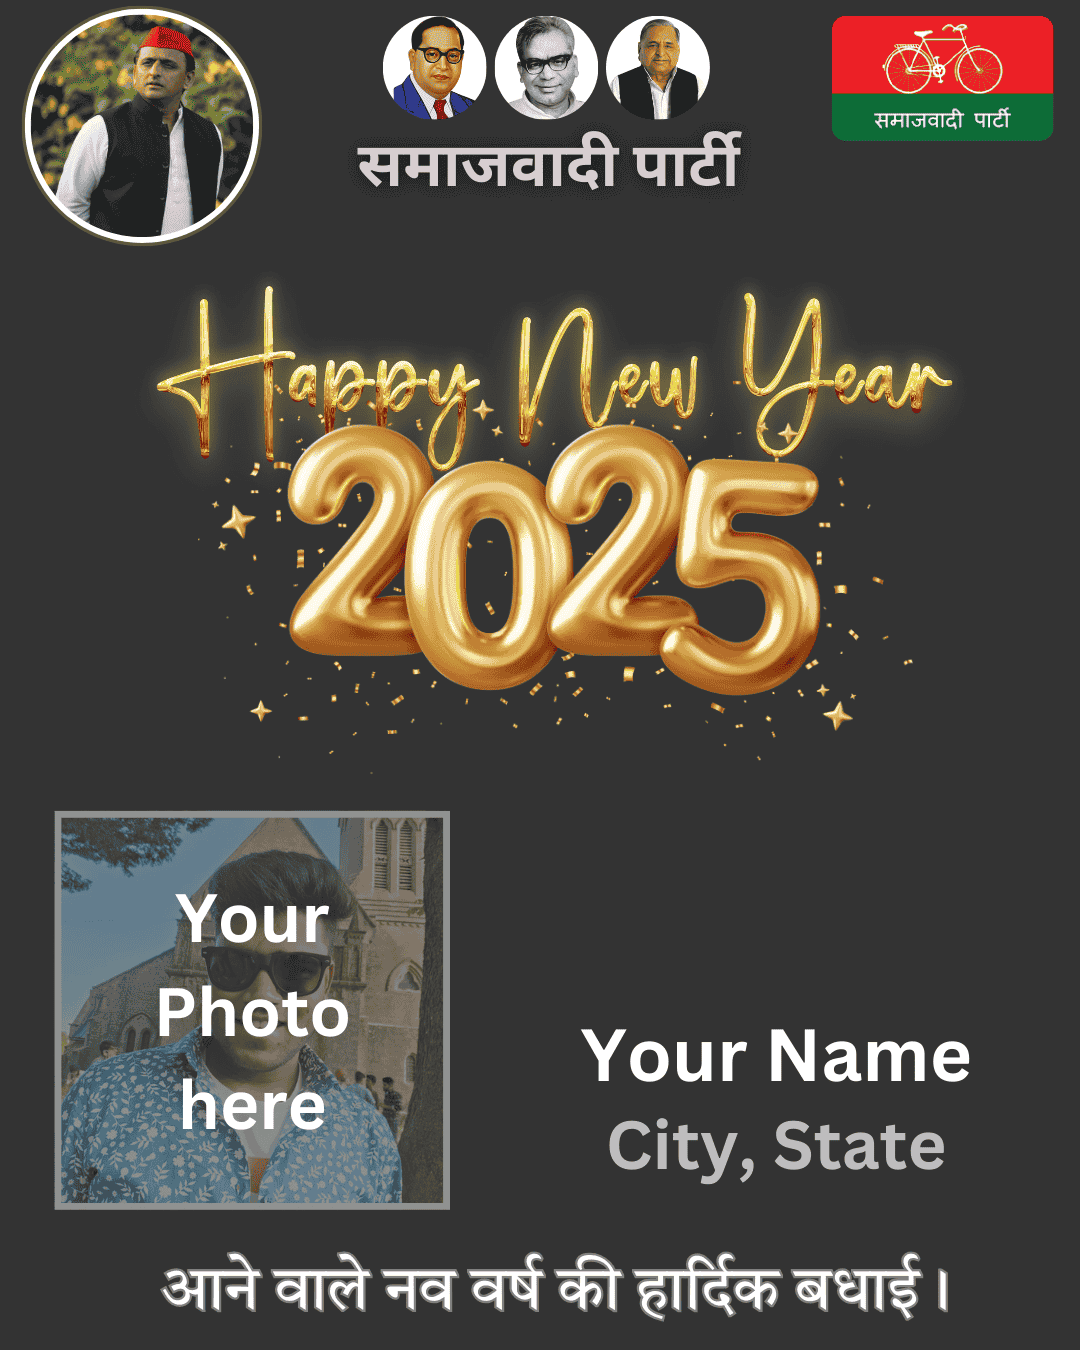 समाजवादी पार्टी
समाजवादी पार्टी
Happy New Year
2025
Your
Photo
here
Your Name
City, State
आने वाले नव वर्ष की हार्दिक बधाई।